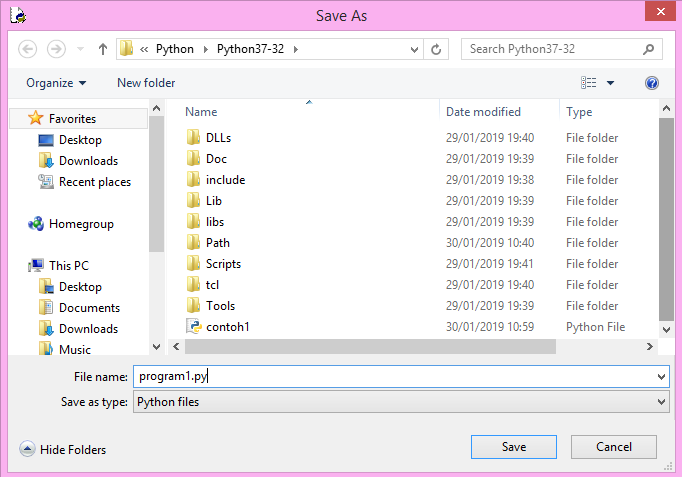 Save As
« Python Python37-32
Search Python37-32
Organize New folder
Favorites
Desktop
Downloads
Recent places
Homegroup
This PC
Desktop
Documents
Downloads
Music
Name Date modified Type
DLLs 29/01/2019 19:40 File folder
Doc 29/01/2019 19:39 File folder
include 29/01/2019 19:38 File folder
Lib 29/01/2019 19:39 File folder
libs 29/01/2019 19:39 File folder
Path 30/01/2019 10:40 File folder
Scripts 29/01/2019 19:41 File folder
tcl 29/01/2019 19:40 File folder
Tools 29/01/2019 19:39 File folder
contoh1 30/01/2019 10:59 Python File
File name: program1.py
Save as type: Python files
Hide Folders Save Cancel